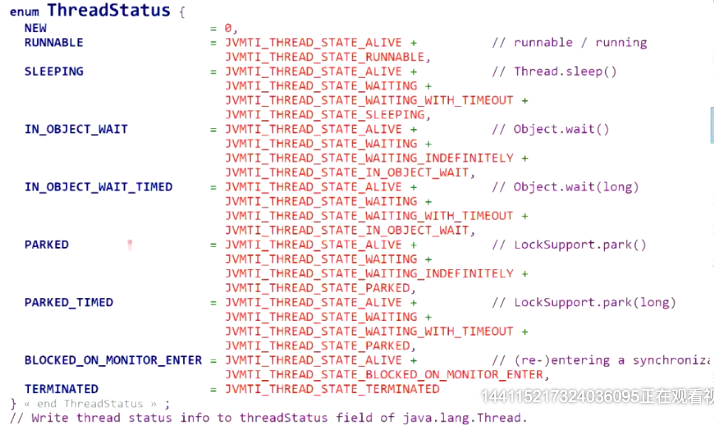 enum ThreadStatus {
NEW = 0,
RUNNABLE = JVMTI_THREAD_STATE_ALIVE + // runnable / running
JVMTI_THREAD_STATE_RUNNABLE,
SLEEPING = JVMTI_THREAD_STATE_ALIVE + // Thread.sleep()
JVMTI_THREAD_STATE_WAITING +
JVMTI_THREAD_STATE_WAITING_WITH_TIMEOUT +
JVMTI_THREAD_STATE_SLEEPING,
IN_OBJECT_WAIT = JVMTI_THREAD_STATE_ALIVE + // Object.wait()
JVMTI_THREAD_STATE_WAITING +
JVMTI_THREAD_STATE_WAITING_INDEFINITELY +
JVMTI_THREAD_STATE_IN_OBJECT_WAIT,
IN_OBJECT_WAIT_TIMED = JVMTI_THREAD_STATE_ALIVE + // Object.wait(long)
JVMTI_THREAD_STATE_WAITING +
JVMTI_THREAD_STATE_WAITING_WITH_TIMEOUT +
JVMTI_THREAD_STATE_IN_OBJECT_WAIT,
PARKED = JVMTI_THREAD_STATE_ALIVE + // LockSupport.park()
JVMTI_THREAD_STATE_WAITING +
JVMTI_THREAD_STATE_WAITING_INDEFINITELY +
JVMTI_THREAD_STATE_PARKED,
PARKED_TIMED = JVMTI_THREAD_STATE_ALIVE + // LockSupport.park(long)
JVMTI_THREAD_STATE_WAITING +
JVMTI_THREAD_STATE_WAITING_WITH_TIMEOUT +
JVMTI_THREAD_STATE_PARKED,
BLOCKED_ON_MONITOR_ENTER = JVMTI_THREAD_STATE_ALIVE + // (re-)entering a synchroniza
JVMTI_THREAD_STATE_BLOCKED_ON_MONITOR_ENTER,
TERMINATED = JVMTI_THREAD_STATE_TERMINATED
144115217324036095正在观看视
} « end ThreadStatus » ;
// Write thread status info to threadStatus field of java.lang.Thread.